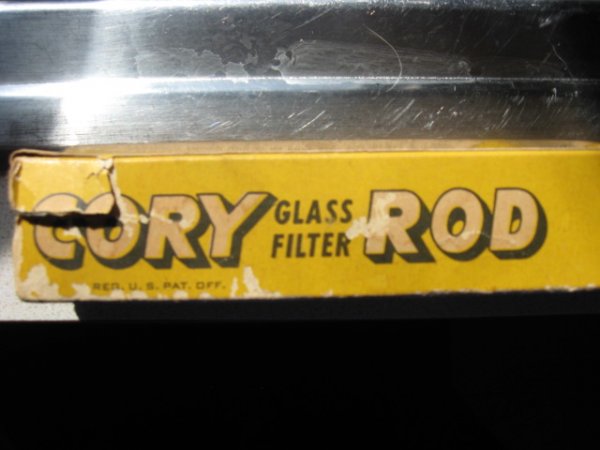 CORY GLASS FILTER ROD
REG. U. S. PAT. OFF.